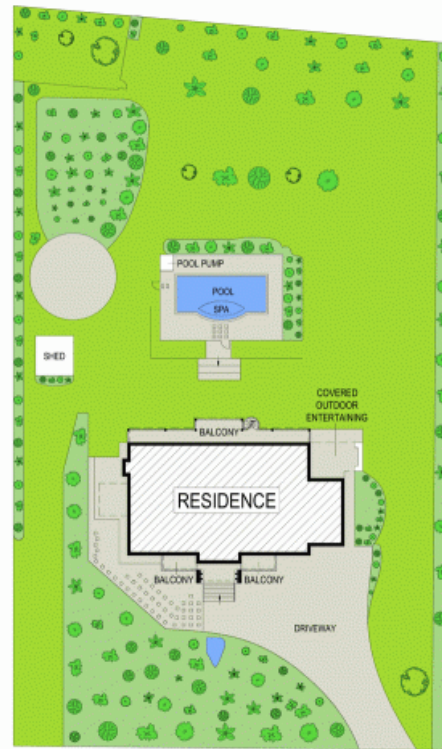 POOL PUMP
POOL
SPA
SHED
COVERED
OUTDOOR
ENTERTAINING
BALCONY
RESIDENCE
BALCONY
BALCONY
DRIVEWAY